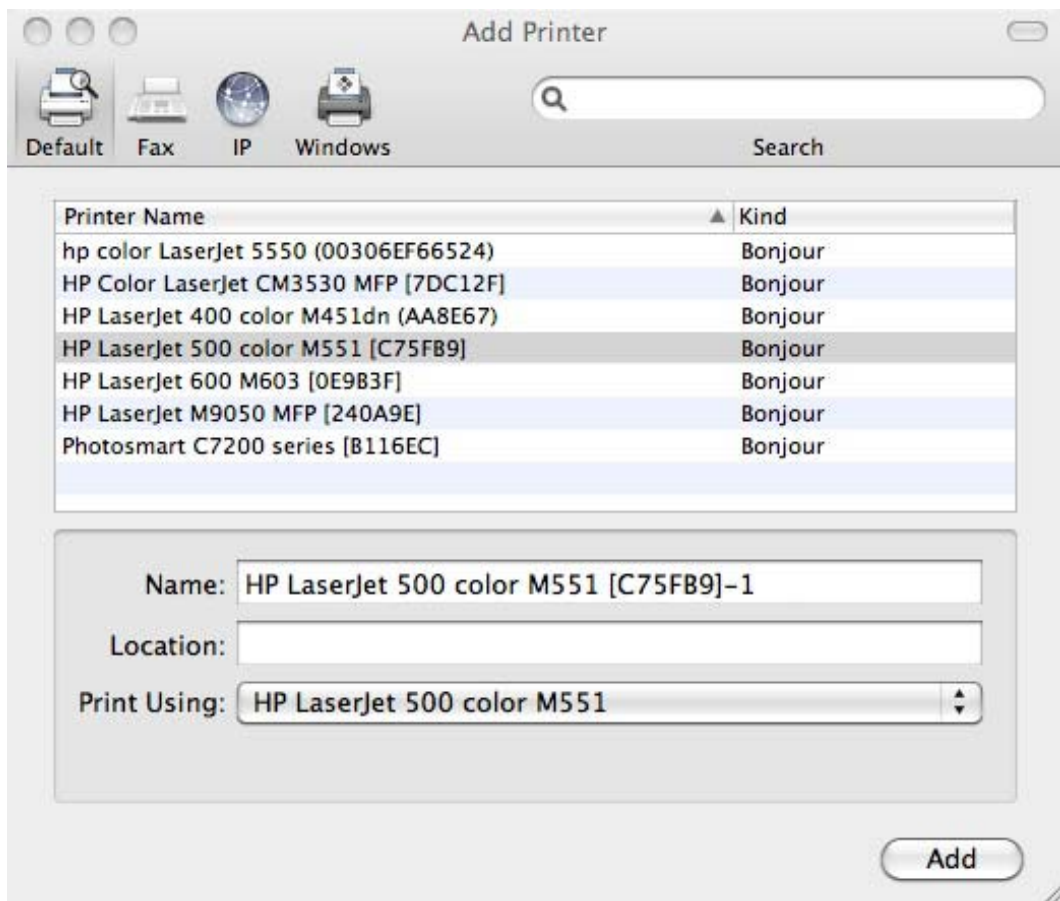 Add Printer
Default Fax IP Windows Search
Printer Name Kind
hp color LaserJet 5550 (00306EF66524) Bonjour
HP Color LaserJet CM3530 MFP [7DC12F] Bonjour
HP LaserJet 400 color M451dn (AA8E67) Bonjour
HP LaserJet 500 color M551 [C75FB9] Bonjour
HP LaserJet 600 M603 [0E9B3F] Bonjour
HP LaserJet M9050 MFP [240A9E] Bonjour
Photosmart C7200 series [B116EC] Bonjour
Name: HP LaserJet 500 color M551 [C75FB9]-1
Location:
Print Using: HP LaserJet 500 color M551
Add